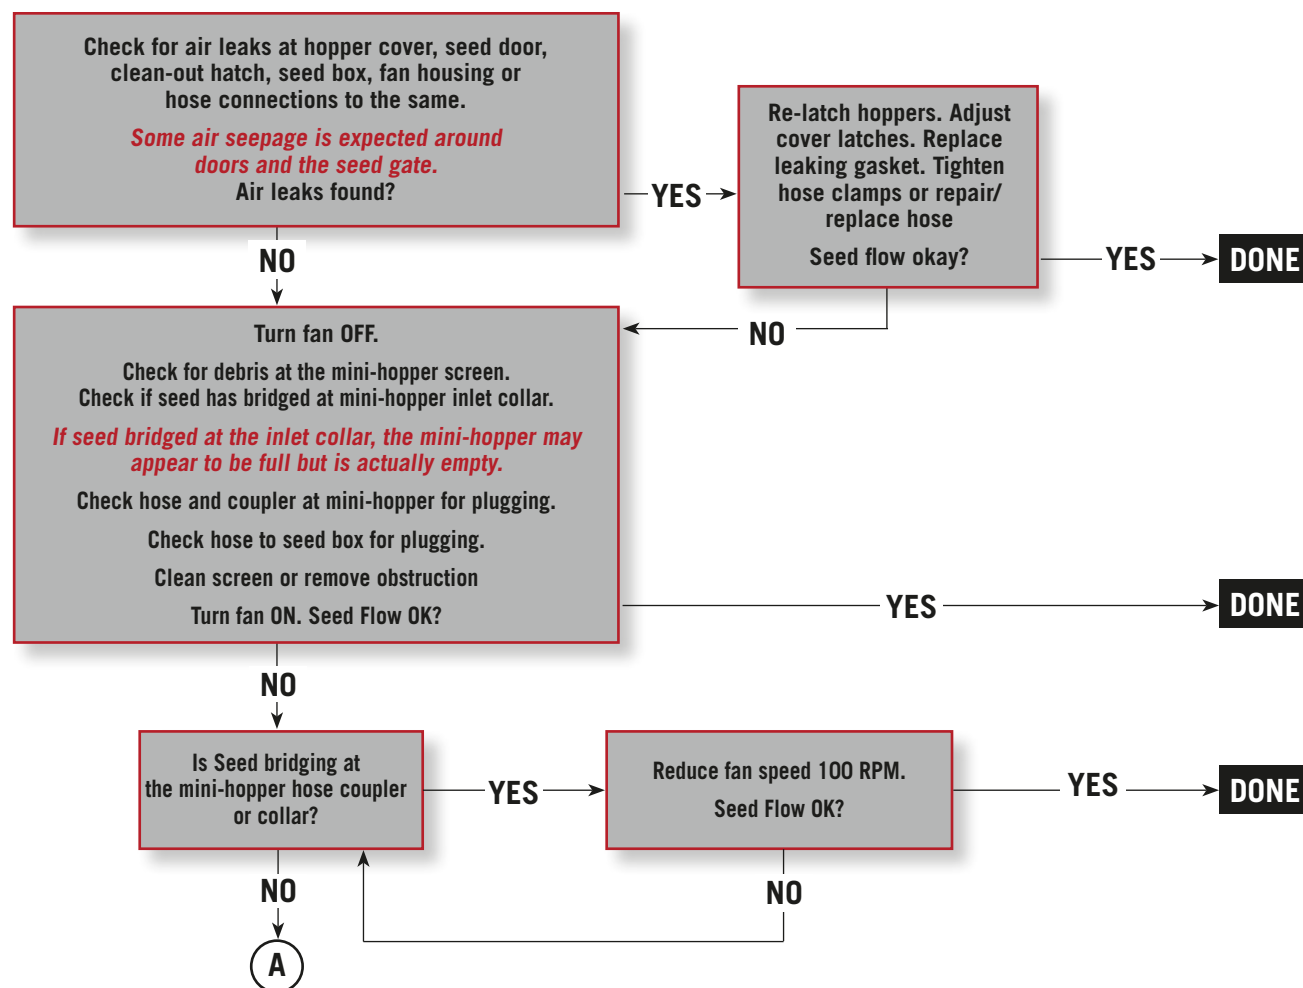 Check for air leaks at hopper cover, seed door,
clean-out hatch, seed box, fan housing or
hose connections to the same.
Some air seepage is expected around
doors and the seed gate.
Air leaks found?
YES
Re-latch hoppers. Adjust
cover latches. Replace
leaking gasket. Tighten
hose clamps or repair/
replace hose
Seed flow okay?
YES
DONE
NO
NO
Turn fan OFF.
Check for debris at the mini-hopper screen.
Check if seed has bridged at mini-hopper inlet collar.
If seed bridged at the inlet collar, the mini-hopper may
appear to be full but is actually empty.
Check hose and coupler at mini-hopper for plugging.
Check hose to seed box for plugging.
Clean screen or remove obstruction
Turn fan ON. Seed Flow OK?
YES
DONE
NO
Is Seed bridging at
the mini-hopper hose coupler
or collar?
YES
Reduce fan speed 100 RPM.
Seed Flow OK?
YES
DONE
NO
NO
A